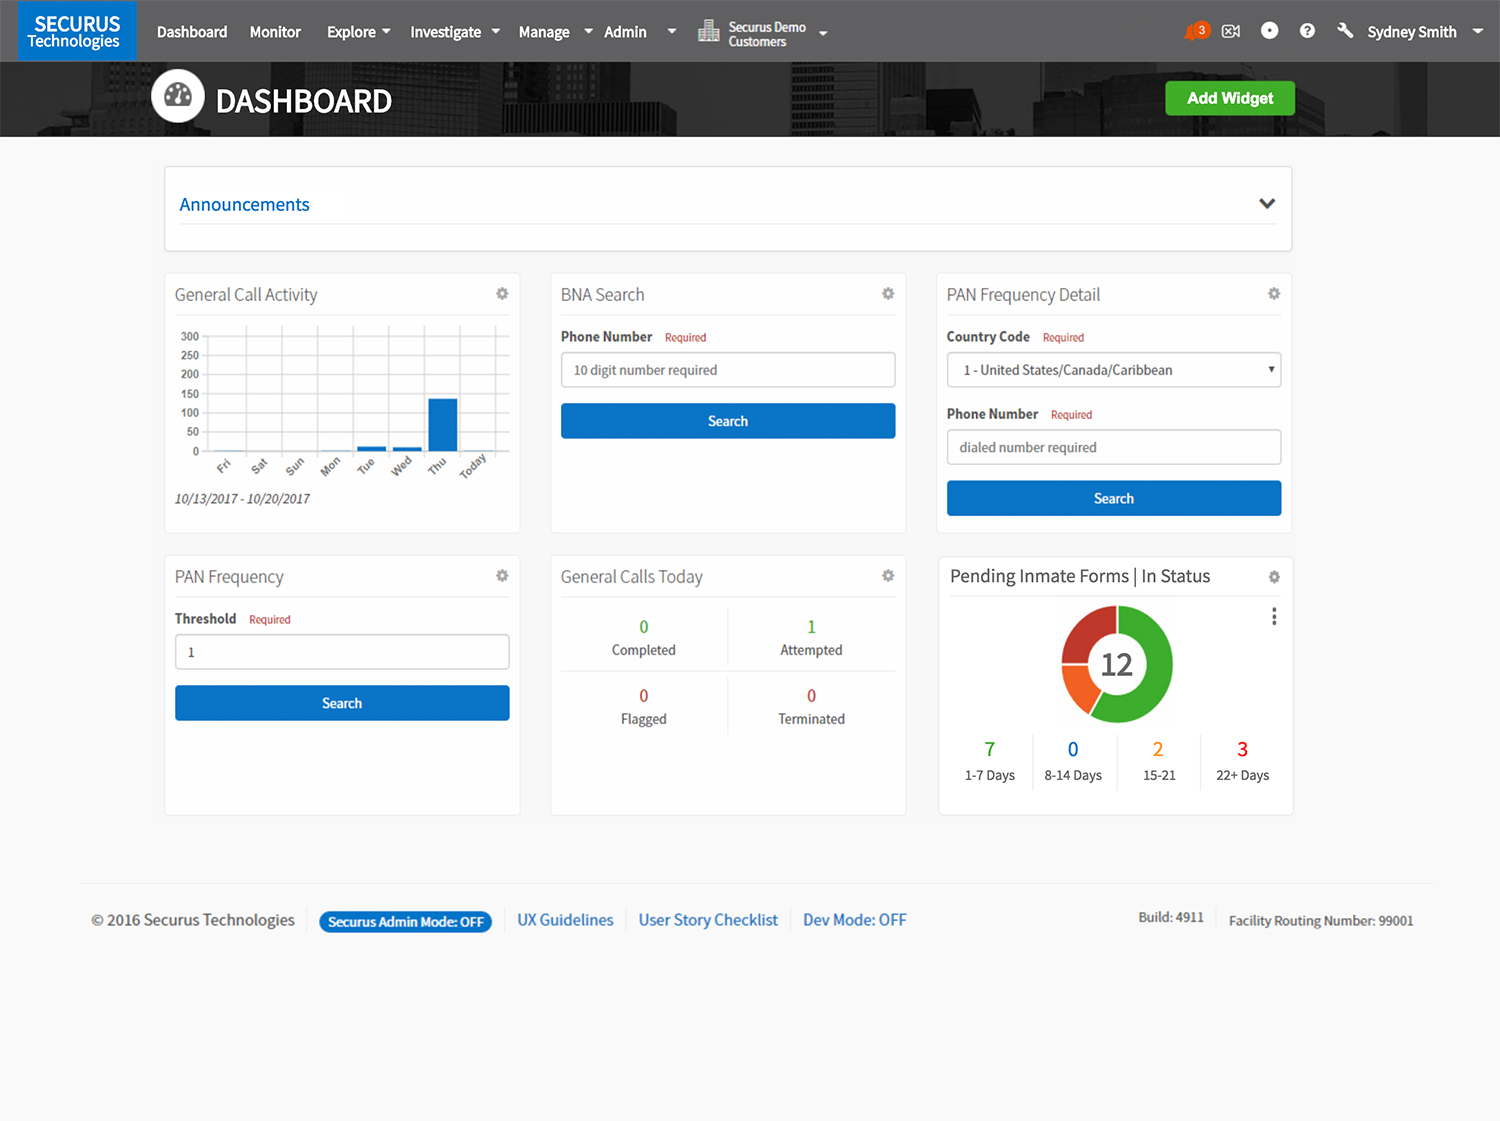 SECURUS
Technologies
Dashboard Monitor Explore Investigate Manage Admin Securus Demo
Customers
3
Sydney Smith
DASHBOARD
Add Widget
Announcements
General Call Activity
300
250
200
150
100
50
0
Fri Sat Sun Mon Tue Wed Thu Today
10/13/2017 - 10/20/2017
BNA Search
Phone Number Required
10 digit number required
Search
PAN Frequency Detail
Country Code Required
1 - United States/Canada/Caribbean
Phone Number Required
dialed number required
Search
PAN Frequency
Threshold Required
1
Search
General Calls Today
0 1
Completed Attempted
0 0
Flagged Terminated
Pending Inmate Forms | In Status
12
7 0 2 3
1-7 Days 8-14 Days 15-21 22+ Days
© 2016 Securus Technologies Securus Admin Mode: OFF UX Guidelines User Story Checklist Dev Mode: OFF Build: 4911 Facility Routing Number: 99001